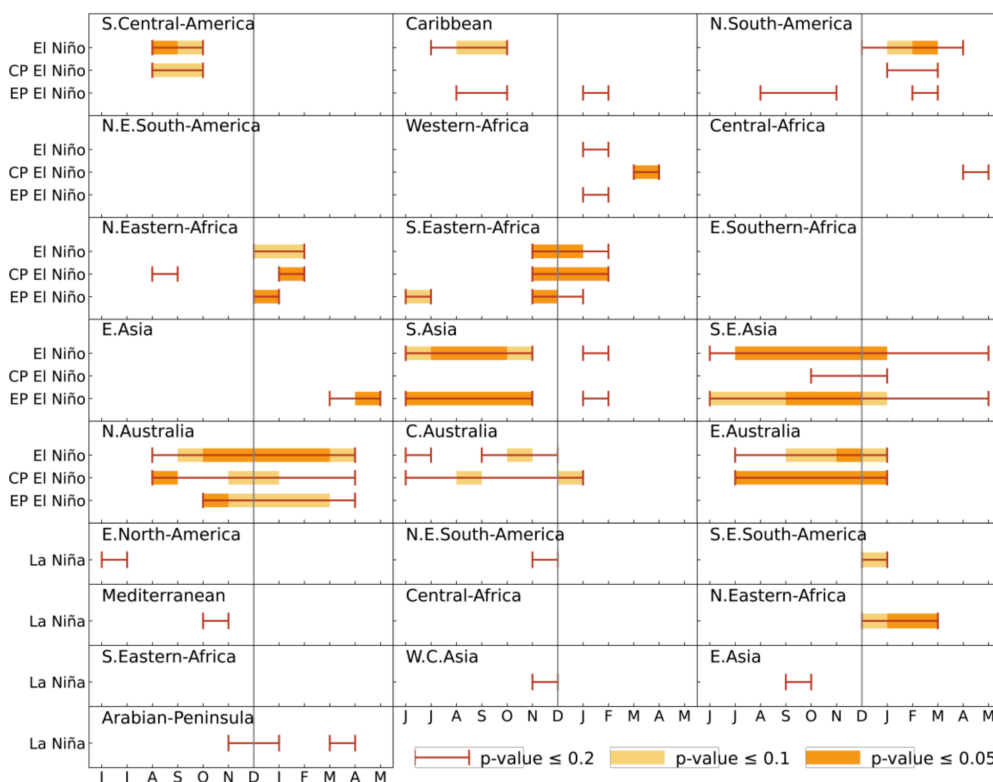 S.Central-America Caribbean N.South-America
El Niño
CP El Niño
EP El Niño
N.E.South-America Western-Africa Central-Africa
El Niño
CP El Niño
EP El Niño
N.Eastern-Africa S.Eastern-Africa E.Southern-Africa
El Niño
CP El Niño
EP El Niño
E.Asia S.Asia S.E.Asia
El Niño
CP El Niño
EP El Niño
N.Australia C.Australia E.Australia
El Niño
CP El Niño
EP El Niño
E.North-America N.E.South-America S.E.South-America
La Niña
Mediterranean Central-Africa N.Eastern-Africa
La Niña
S.Eastern-Africa W.C.Asia E.Asia
La Niña
Arabian-Peninsula J J A S O N D J F M A M J J A S O N D J F M A M
La Niña p-value ≤ 0.2 p-value ≤ 0.1 p-value ≤ 0.05
J J A S O N D J F M A M